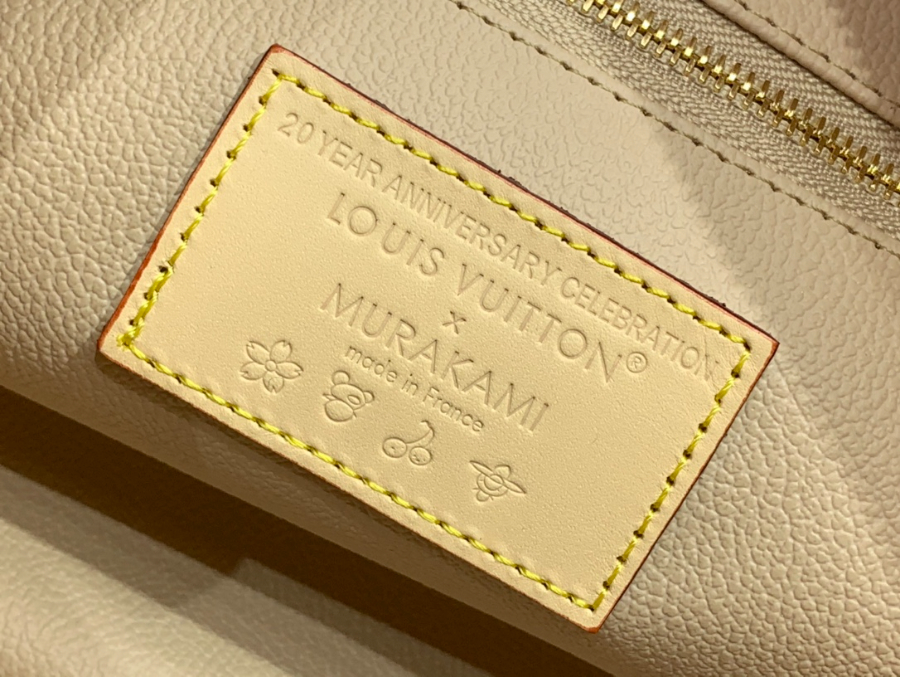 20 YEAR ANNIVERSARY CELEBRATION
LOUIS VUITTON®
x
MURAKAMI
made in France